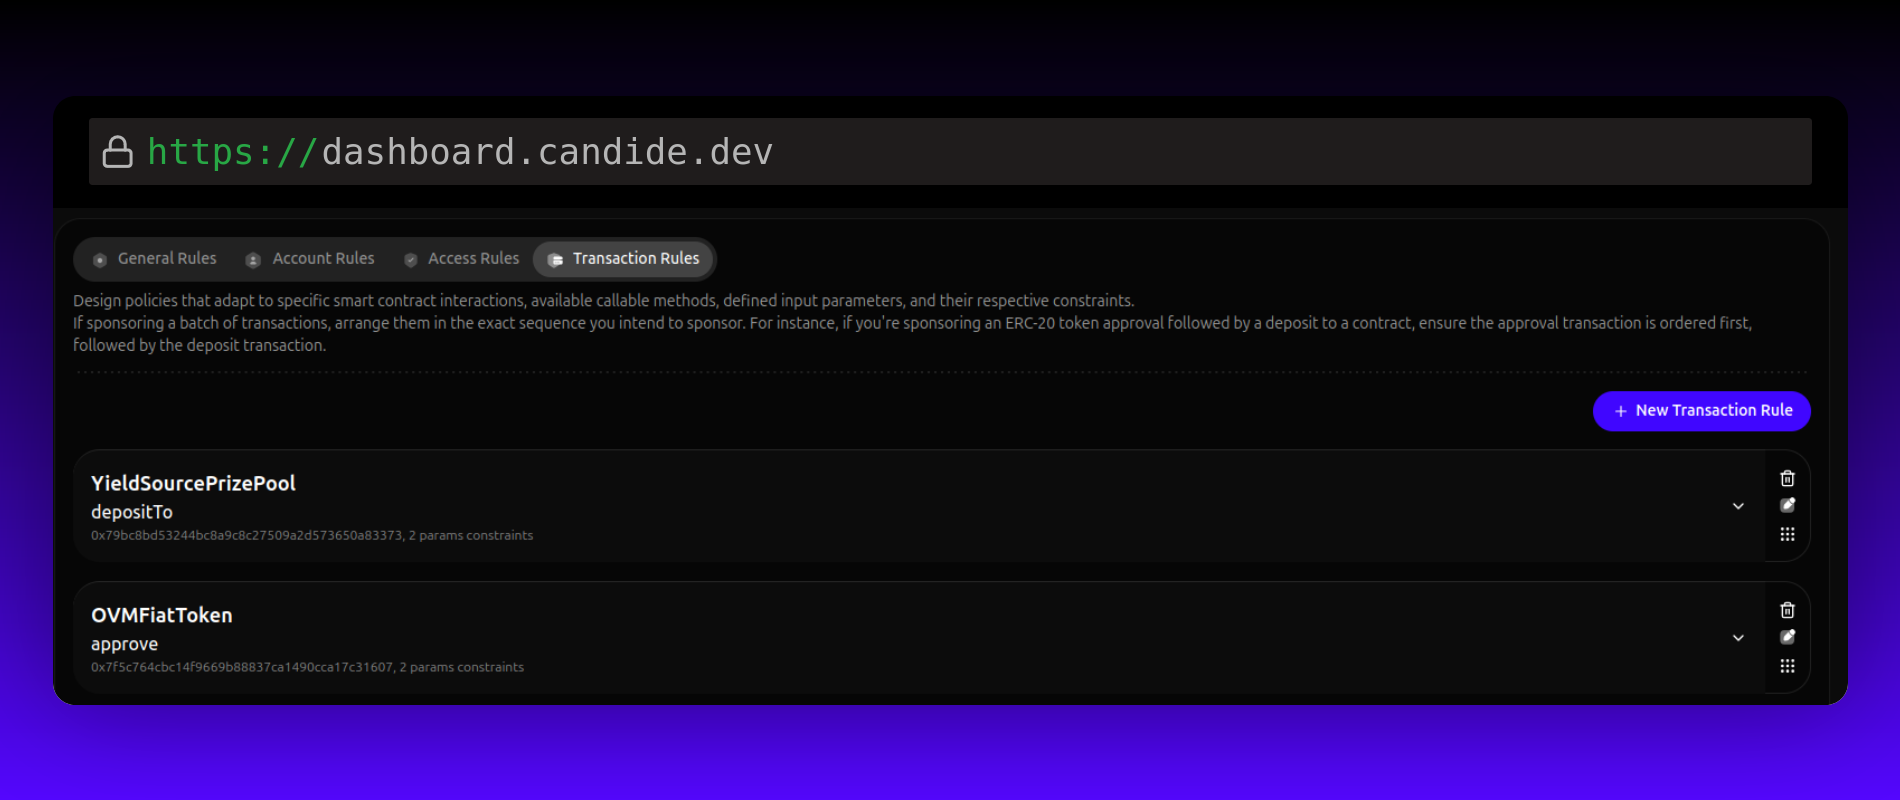 https://dashboard.candide.dev
General Rules Account Rules Access Rules Transaction Rules
Design policies that adapt to specific smart contract interactions, available callable methods, defined input parameters, and their respective constraints.
If sponsoring a batch of transactions, arrange them in the exact sequence you intend to sponsor. For instance, if you're sponsoring an ERC-20 token approval followed by a deposit to a contract, ensure the approval transaction is ordered first,
followed by the deposit transaction.
+ New Transaction Rule
YieldSourcePrizePool
depositTo
0x79bc8bd53244bc8a9c8c27509a2d573650a83373, 2 params constraints
OVMFiatToken
approve
0x7f5c764cbc14f9669b88837ca1490cca17c31607, 2 params constraints